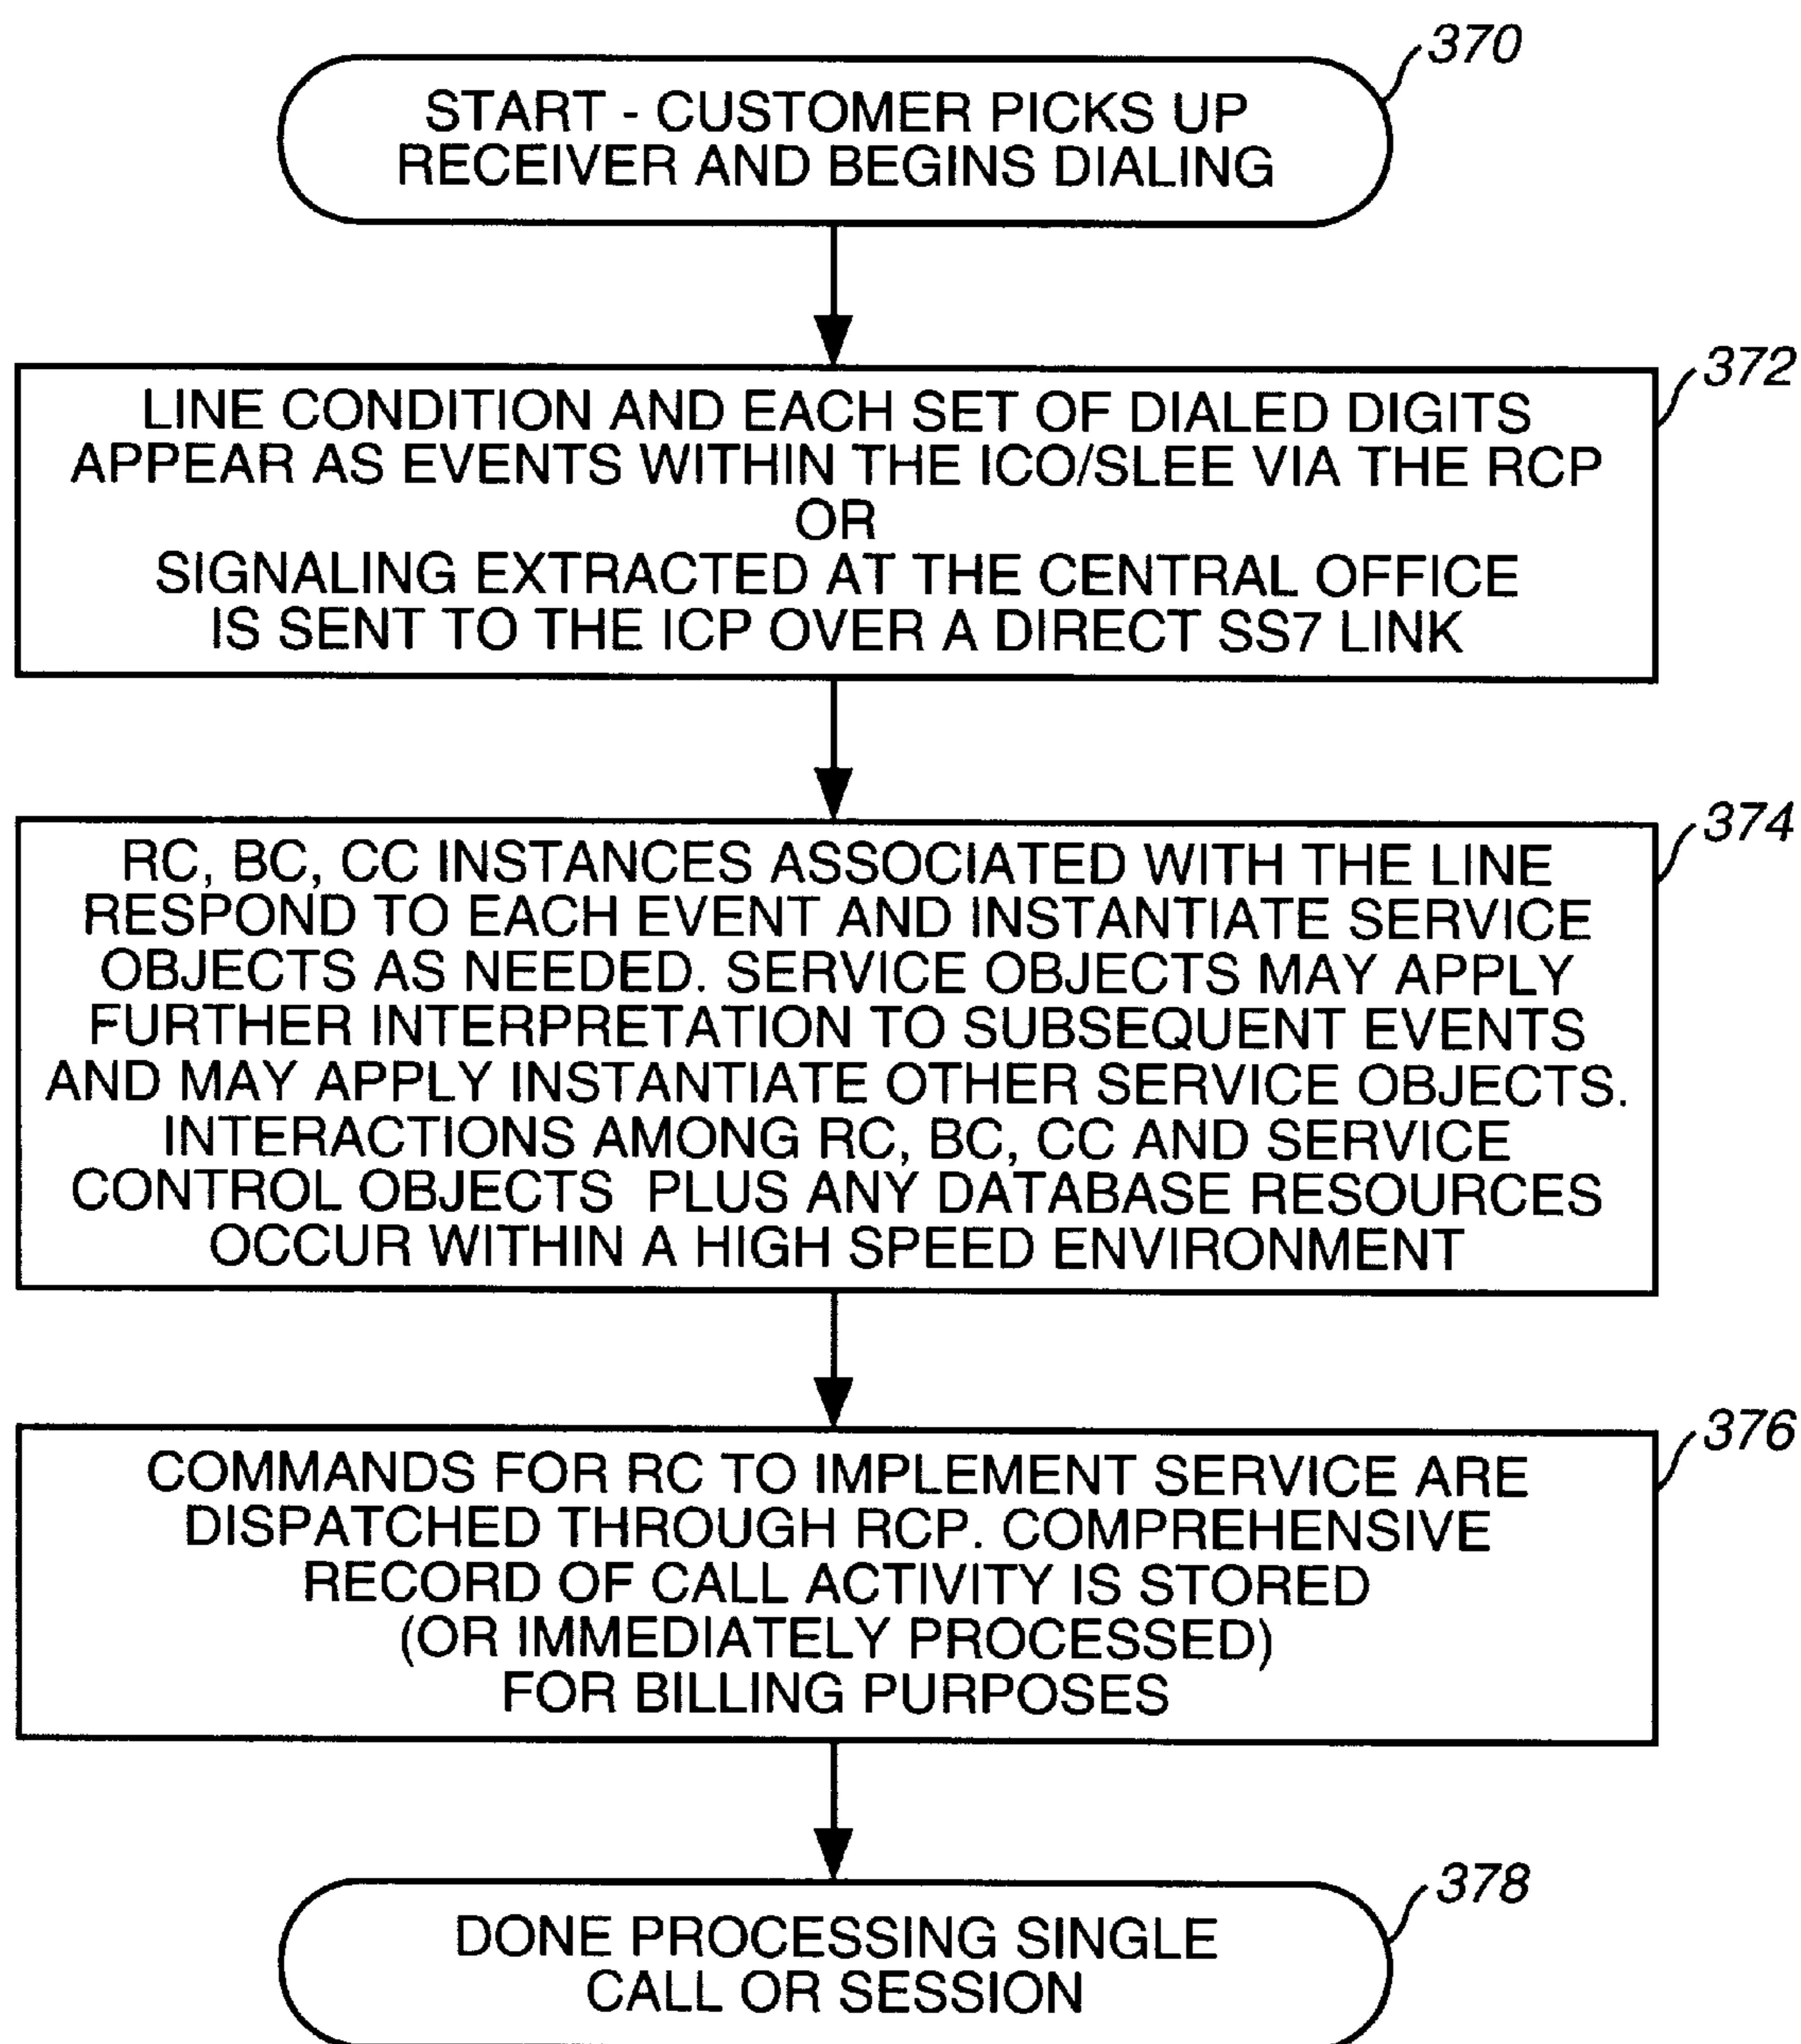 370
START - CUSTOMER PICKS UP
RECEIVER AND BEGINS DIALING
372
LINE CONDITION AND EACH SET OF DIALED DIGITS
APPEAR AS EVENTS WITHIN THE ICO/SLEE VIA THE RCP
OR
SIGNALING EXTRACTED AT THE CENTRAL OFFICE
IS SENT TO THE ICP OVER A DIRECT SS7 LINK
374
RC, BC, CC INSTANCES ASSOCIATED WITH THE LINE
RESPOND TO EACH EVENT AND INSTANTIATE SERVICE
OBJECTS AS NEEDED. SERVICE OBJECTS MAY APPLY
FURTHER INTERPRETATION TO SUBSEQUENT EVENTS
AND MAY APPLY INSTANTIATE OTHER SERVICE OBJECTS.
INTERACTIONS AMONG RC, BC, CC AND SERVICE
CONTROL OBJECTS PLUS ANY DATABASE RESOURCES
OCCUR WITHIN A HIGH SPEED ENVIRONMENT
376
COMMANDS FOR RC TO IMPLEMENT SERVICE ARE
DISPATCHED THROUGH RCP. COMPREHENSIVE
RECORD OF CALL ACTIVITY IS STORED
(OR IMMEDIATELY PROCESSED)
FOR BILLING PURPOSES
378
DONE PROCESSING SINGLE
CALL OR SESSION